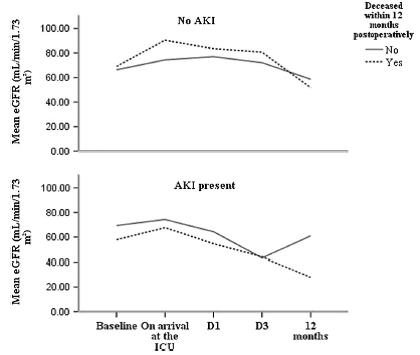 Deceased
within 12
months
postoperatively
No
Yes
No AKI
Mean eGFR (mL/min/1.73
m²)
100.00
80.00
60.00
40.00
20.00
0.00
AKI present
Mean eGFR (mL/min/1.73
m²)
100.00
80.00
60.00
40.00
20.00
.00
Baseline On arrival D1 D3 12
at the months
ICU